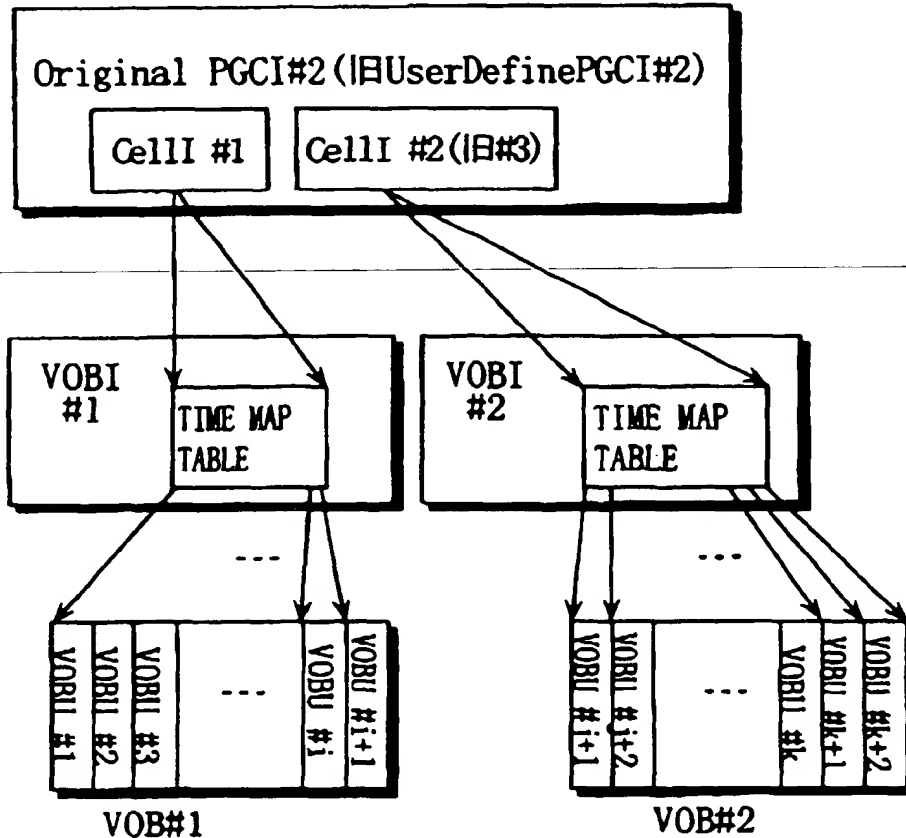 Original PGCI#2(旧UserDefinePGCI#2)
CellI #1
CellI #2(旧#3)
VOBI
#1
TIME MAP
TABLE
VOBI
#2
TIME MAP
TABLE
---
---
VOBU #1
VOBU #2
VOBU #3
---
VOBU #i
VOBU #i+1
VOBU #j+1
VOBU #j+2
---
VOBU #k
VOBU #k+1
VOBU #k+2
VOB#1
VOB#2